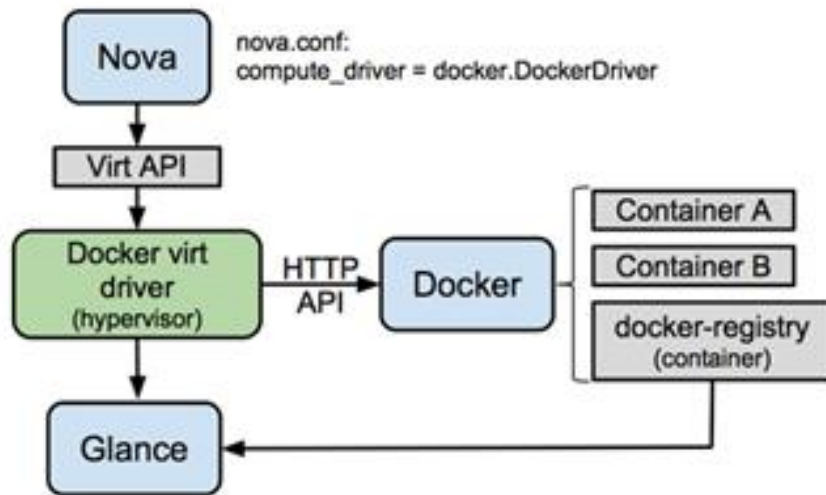 Nova
nova.conf:
compute_driver = docker.DockerDriver
Virt API
Docker virt
driver
(hypervisor)
HTTP
API
Docker
Container A
Container B
docker-registry
(container)
Glance